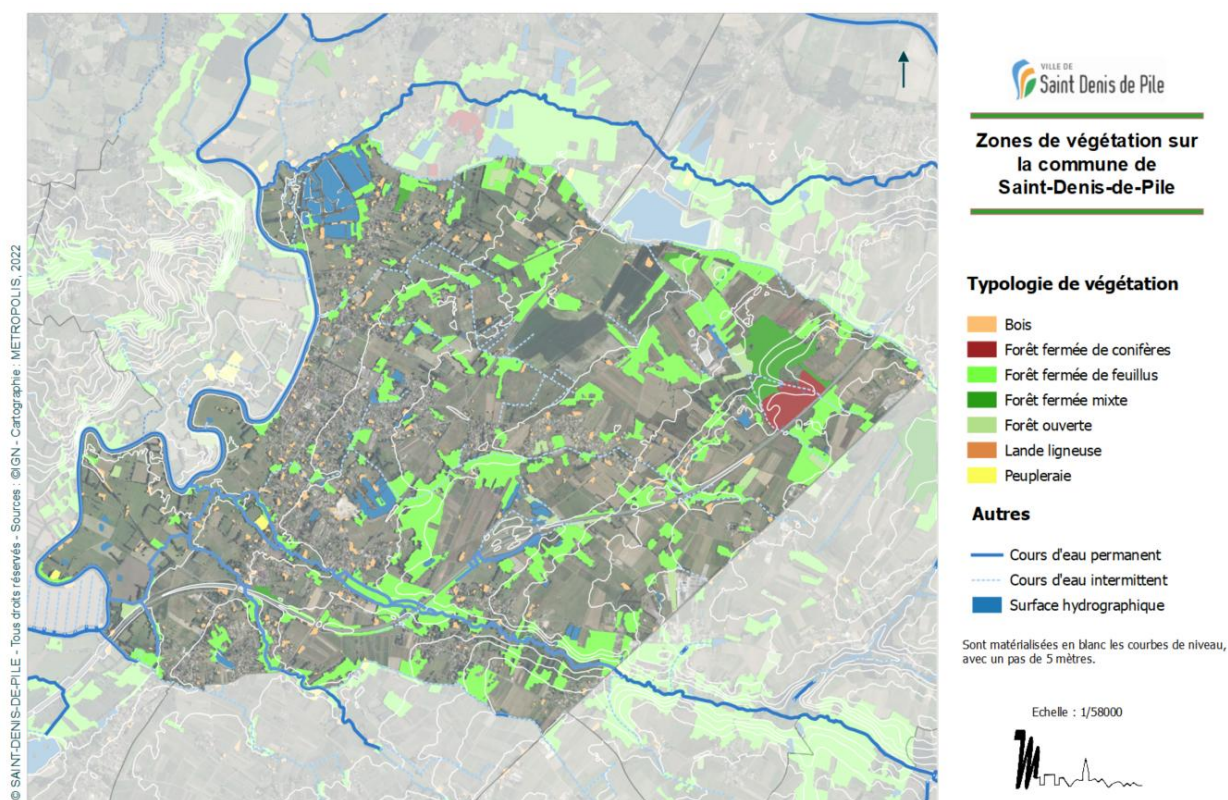 VILLE DE
Saint Denis de Pile
Zones de végétation sur
la commune de
Saint-Denis-de-Pile
Typologie de végétation
Bois
Forêt fermée de conifères
Forêt fermée de feuillus
Forêt fermée mixte
Forêt ouverte
Lande ligneuse
Peupleraie
Autres
Cours d'eau permanent
Cours d'eau intermittent
Surface hydrographique
Sont matérialisées en blanc les courbes de niveau,
avec un pas de 5 mètres.
Echelle : 1/58000
© SAINT-DENIS-DE-PILE - Tous droits réservés - Sources : ©IGN - Cartographie : METROPOLIS, 2022